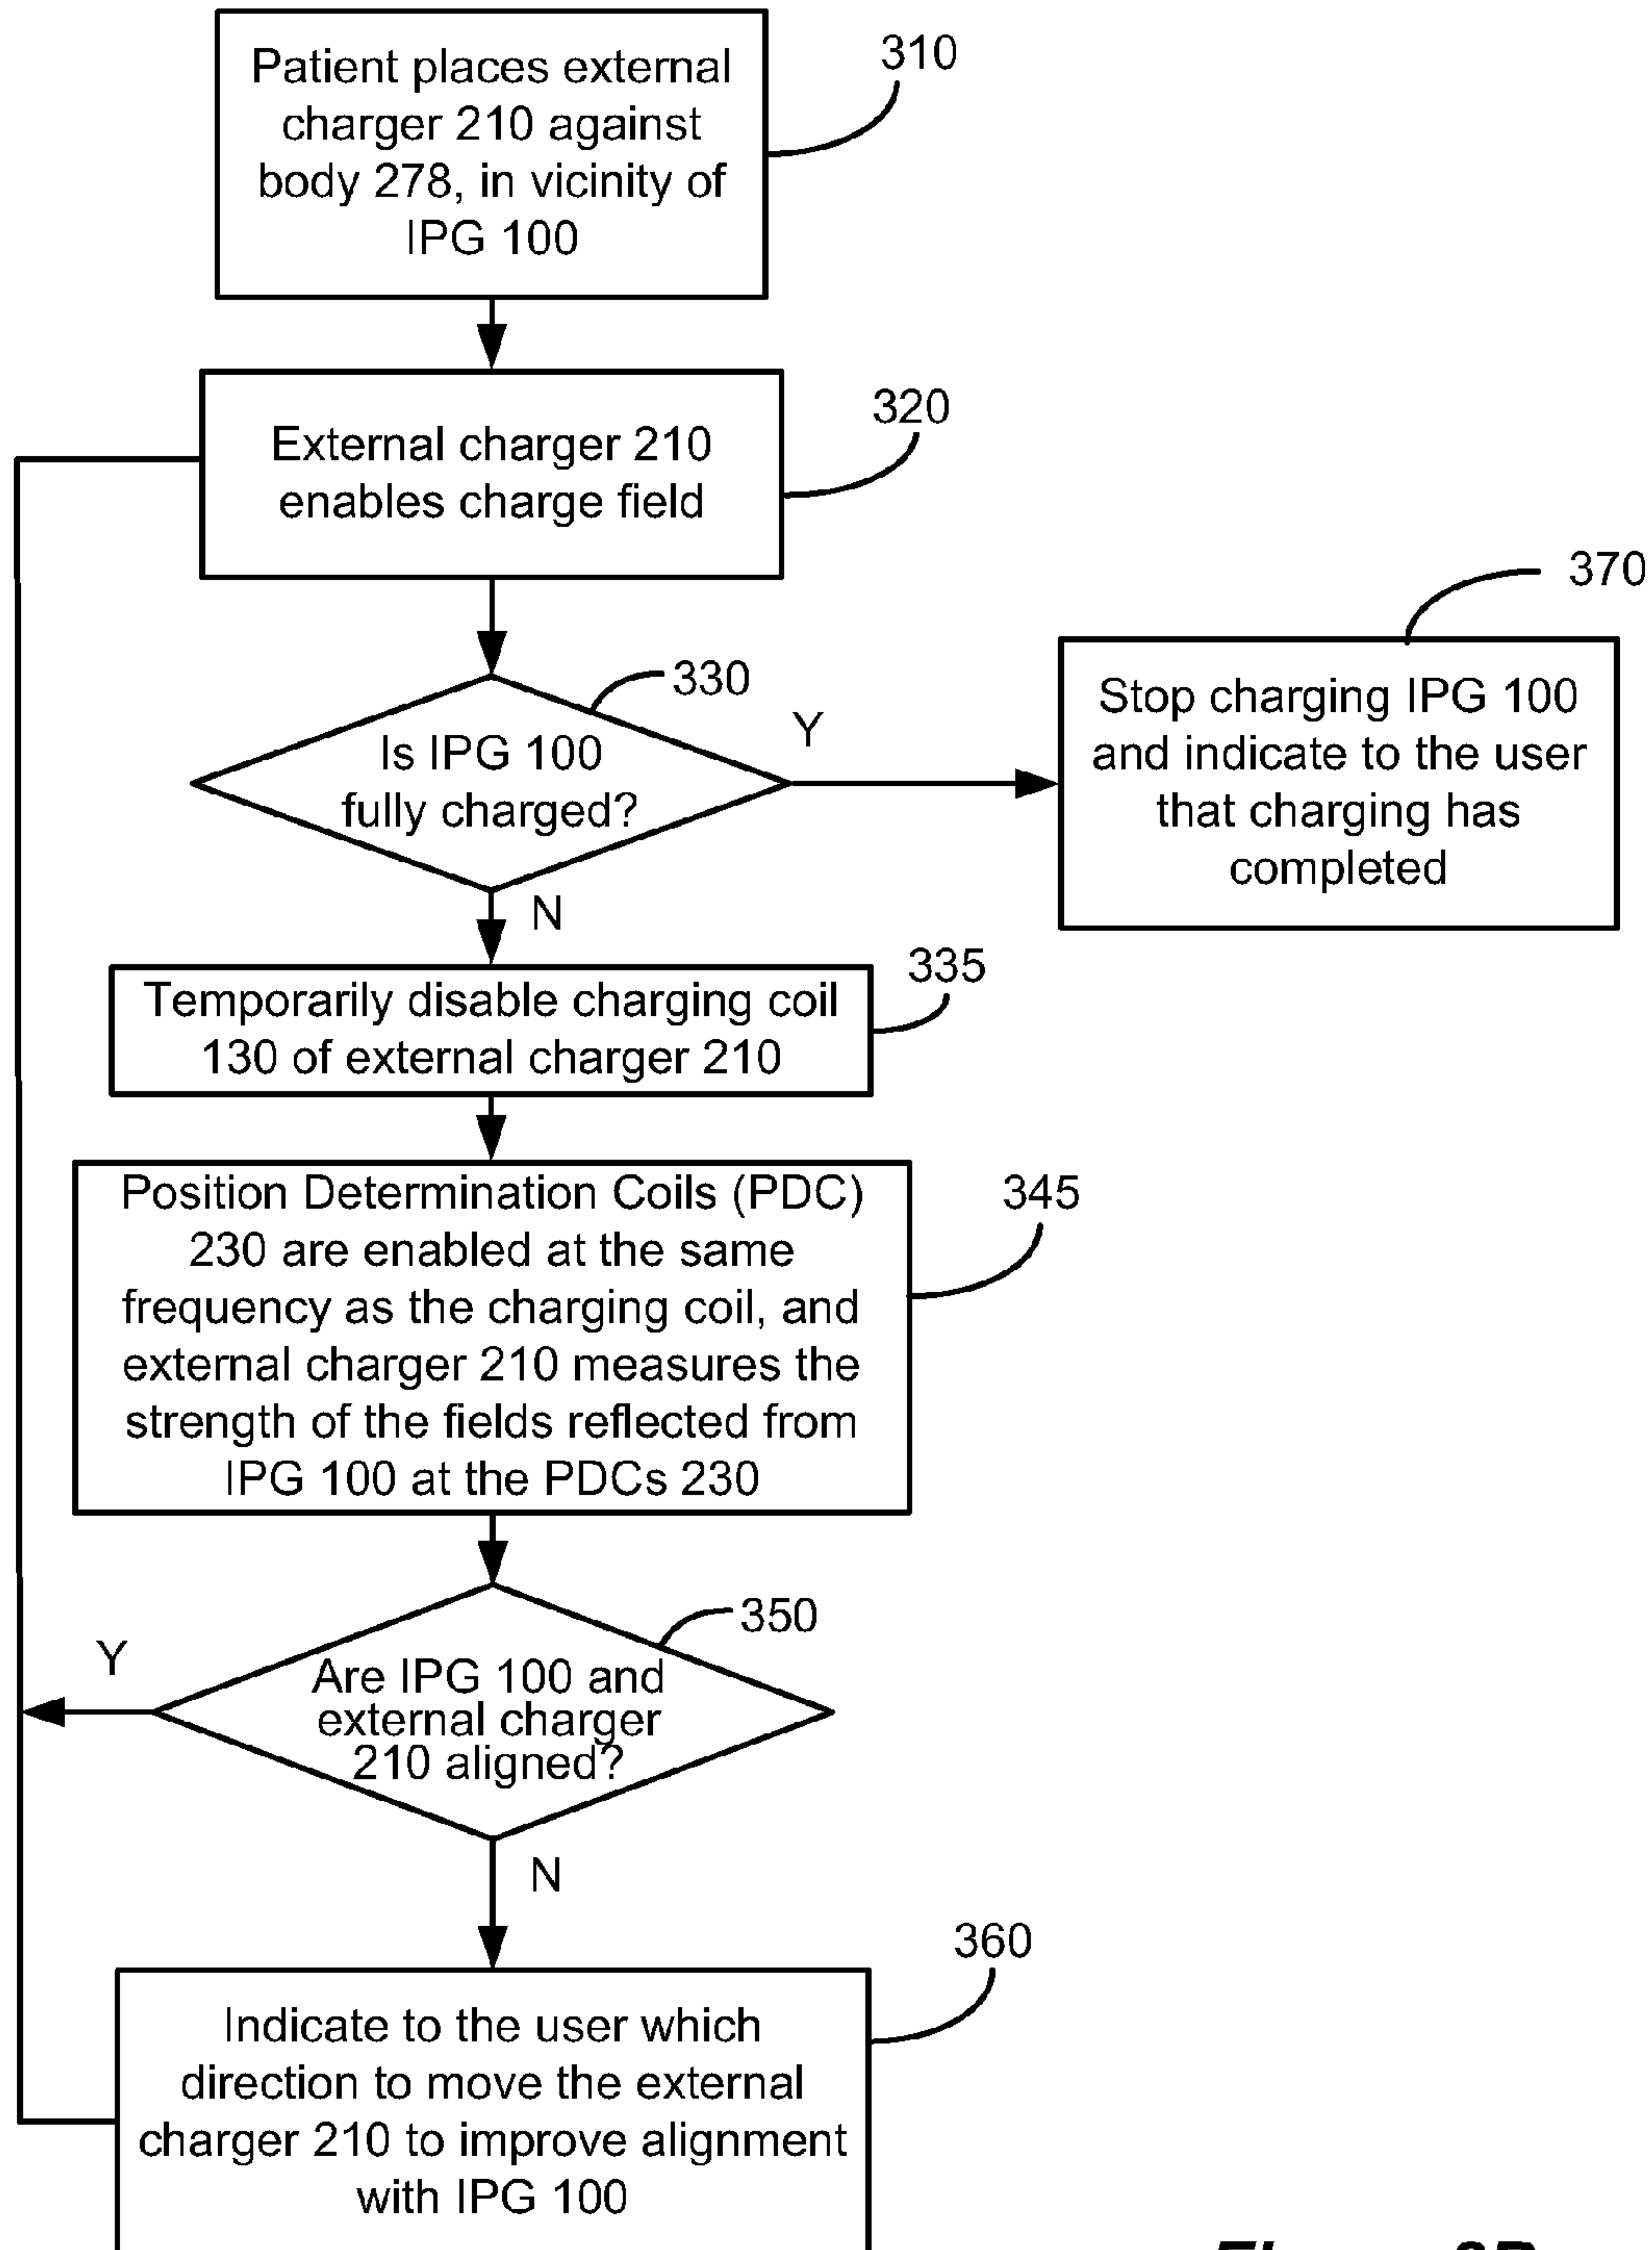 Patient places external
charger 210 against
body 278, in vicinity of
IPG 100
310
External charger 210
enables charge field
320
330
Is IPG 100
fully charged?
Y
N
370
Stop charging IPG 100
and indicate to the user
that charging has
completed
335
Temporarily disable charging coil
130 of external charger 210
Position Determination Coils (PDC)
230 are enabled at the same
frequency as the charging coil, and
external charger 210 measures the
strength of the fields reflected from
IPG 100 at the PDCs 230
345
350
Are IPG 100 and
external charger
210 aligned?
Y
N
360
Indicate to the user which
direction to move the external
charger 210 to improve alignment
with IPG 100